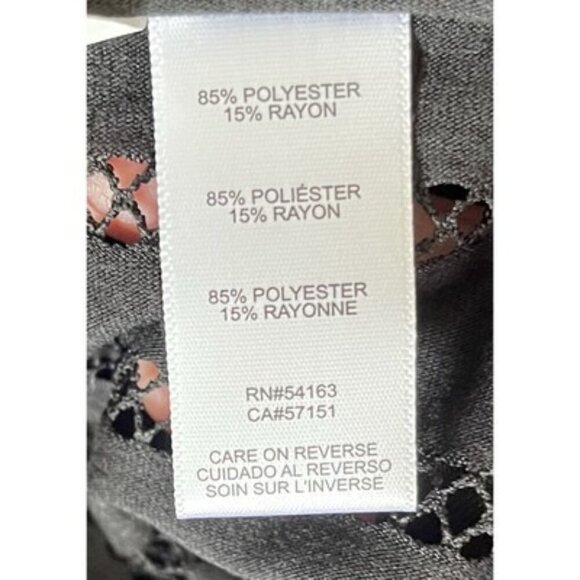 85% POLYESTER
15% RAYON
85% POLIÉSTER
15% RAYON
85% POLYESTER
15% RAYONNE
RN#54163
CA#57151
CARE ON REVERSE
CUIDADO AL REVERSO
SOIN SUR L'INVERSE